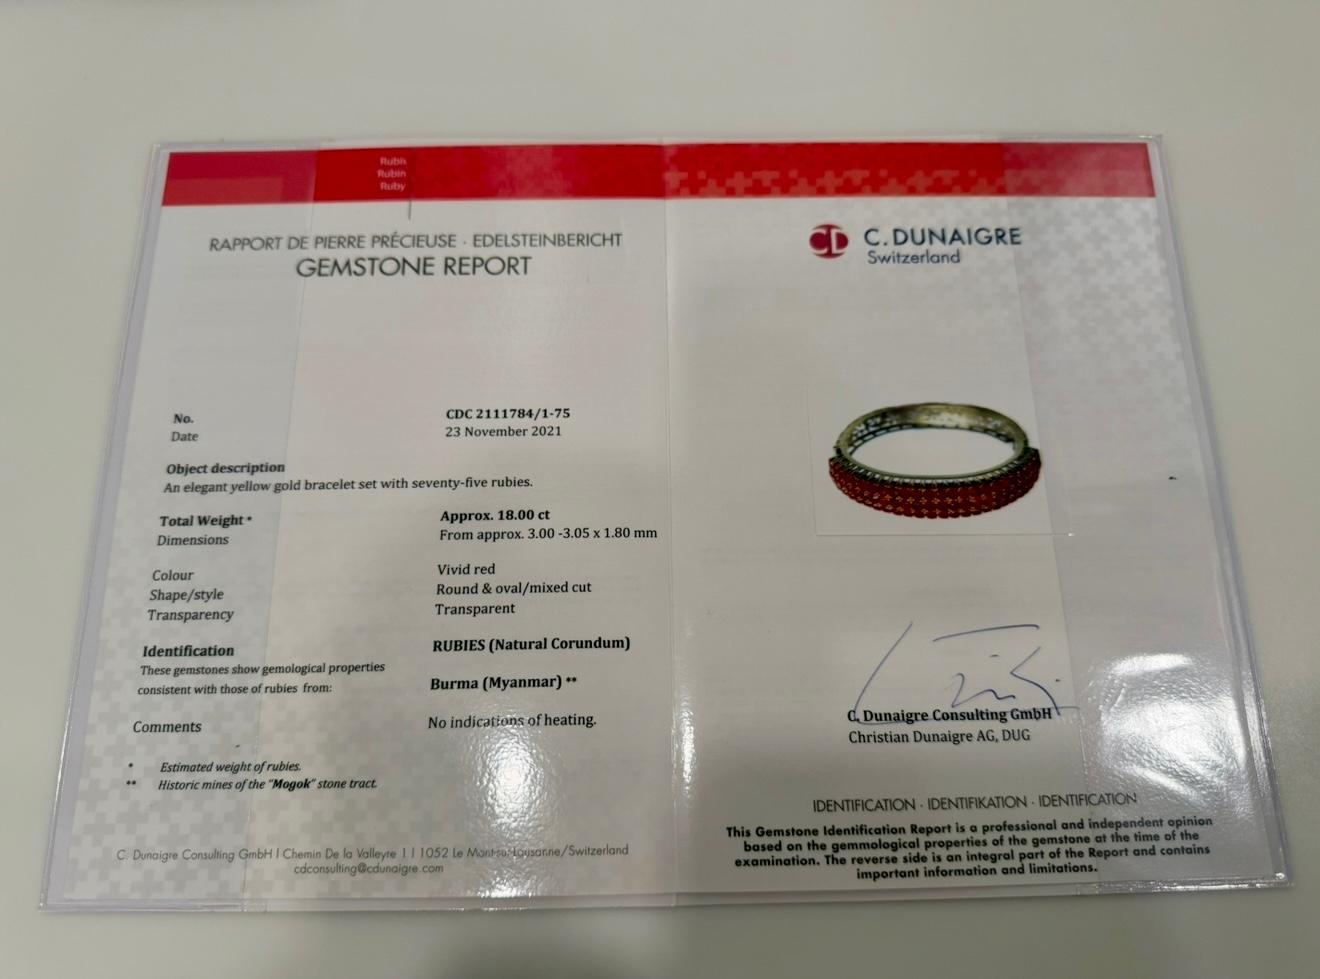 Rubis
Rubin
Ruby
RAPPORT DE PIERRE PRÉCIEUSE · EDELSTEINBERICHT
GEMSTONE REPORT
No. CDC 2111784/1-75
Date 23 November 2021
Object description
An elegant yellow gold bracelet set with seventy-five rubies.
Total Weight * Approx. 18.00 ct
Dimensions From approx. 3.00 -3.05 x 1.80 mm
Colour Vivid red
Shape/style Round & oval/mixed cut
Transparency Transparent
Identification RUBIES (Natural Corundum)
These gemstones show gemological properties
consistent with those of rubies from: Burma (Myanmar) **
Comments No indications of heating.
* Estimated weight of rubies.
** Historic mines of the "Mogok" stone tract.
C. Dunaigre Consulting GmbH | Chemin De la Valleyre 1 | 1052 Le Mont-sur-Lausanne/Switzerland
cdconsulting@cdunaigre.com
CD C. DUNAIGRE
Switzerland
C. Dunaigre Consulting GmbH
Christian Dunaigre AG, DUG
IDENTIFICATION · IDENTIFIKATION · IDENTIFICATION
This Gemstone Identification Report is a professional and independent opinion
based on the gemmological properties of the gemstone at the time of the
examination. The reverse side is an integral part of the Report and contains
important information and limitations.